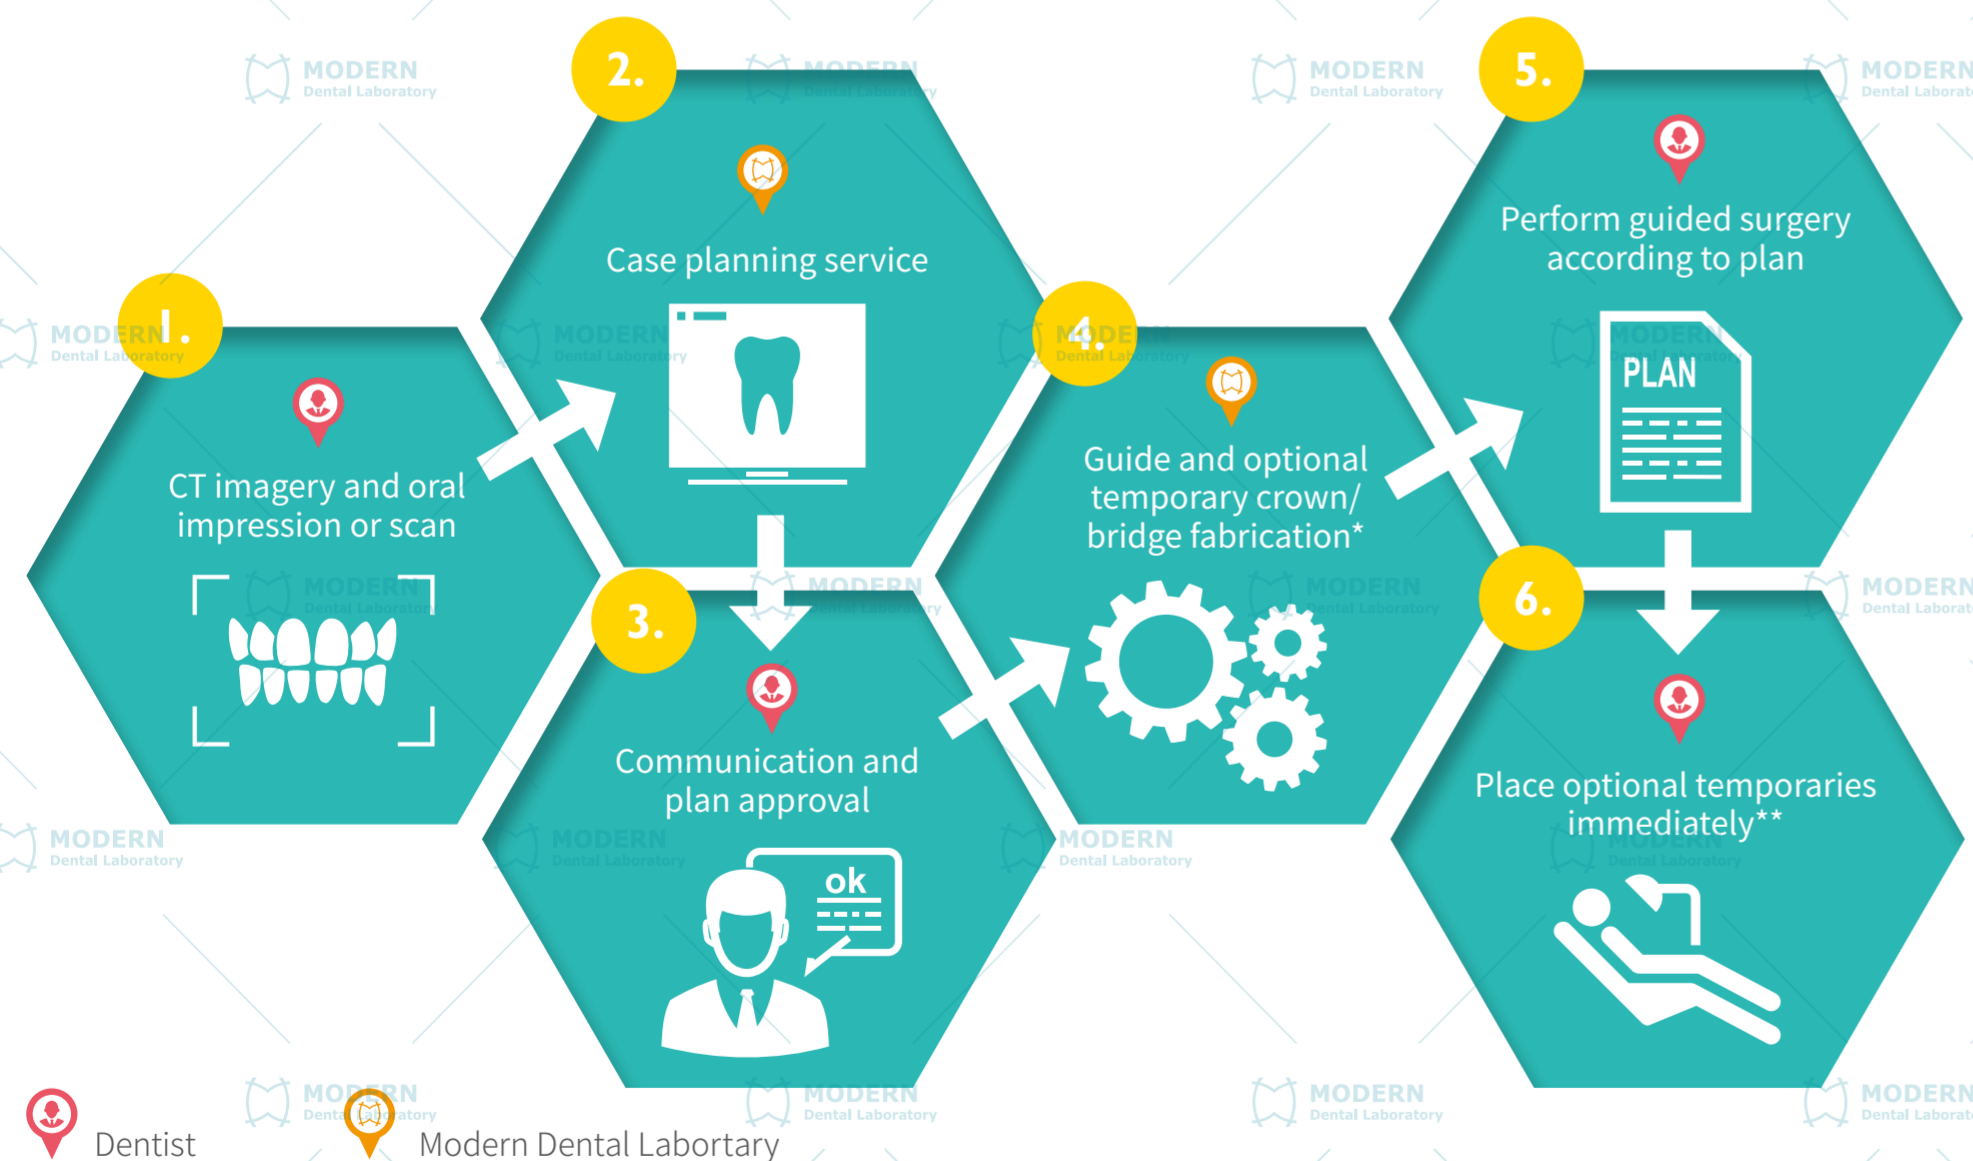 1.
CT imagery and oral
impression or scan
2.
Case planning service
3.
Communication and
plan approval
ok
4.
Guide and optional
temporary crown/
bridge fabrication*
5.
Perform guided surgery
according to plan
PLAN
6.
Place optional temporaries
immediately**
Dentist
Modern Dental Labortary
MODERN
Dental Laboratory